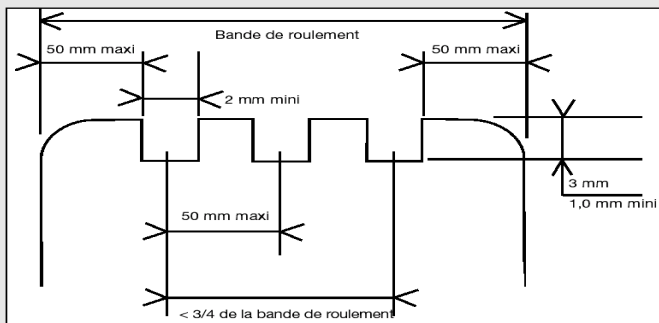 Bande de roulement
50 mm maxi
50 mm maxi
2 mm mini
3 mm
1,0 mm mini
50 mm maxi
< 3/4 de la bande de roulement